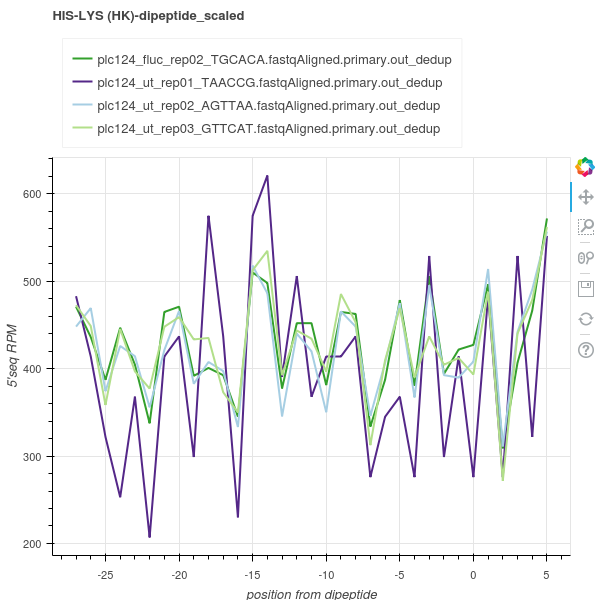 HIS-LYS (HK)-dipeptide_scaled
plc124_fluc_rep02_TGCACA.fastqAligned.primary.out_dedup
plc124_ut_rep01_TAACCG.fastqAligned.primary.out_dedup
plc124_ut_rep02_AGTTAA.fastqAligned.primary.out_dedup
plc124_ut_rep03_GTTCAT.fastqAligned.primary.out_dedup
600
500
400
300
200
5'seq RPM
-25 -20 -15 -10 -5 0 5
position from dipeptide